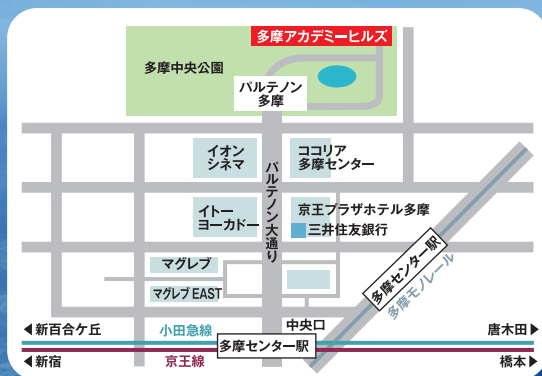 多摩アカデミーヒルズ
多摩中央公園
パルテノン
多摩
イオン
シネマ
ココリア
多摩センター
パルテノン大通り
イトー
ヨーカドー
京王プラザホテル多摩
三井住友銀行
マグレブ
マグレブEAST
多摩センター駅
多摩モノレール
中央口
◀新百合ケ丘
小田急線
多摩センター駅
唐木田▶
◀新宿
京王線
橋本▶